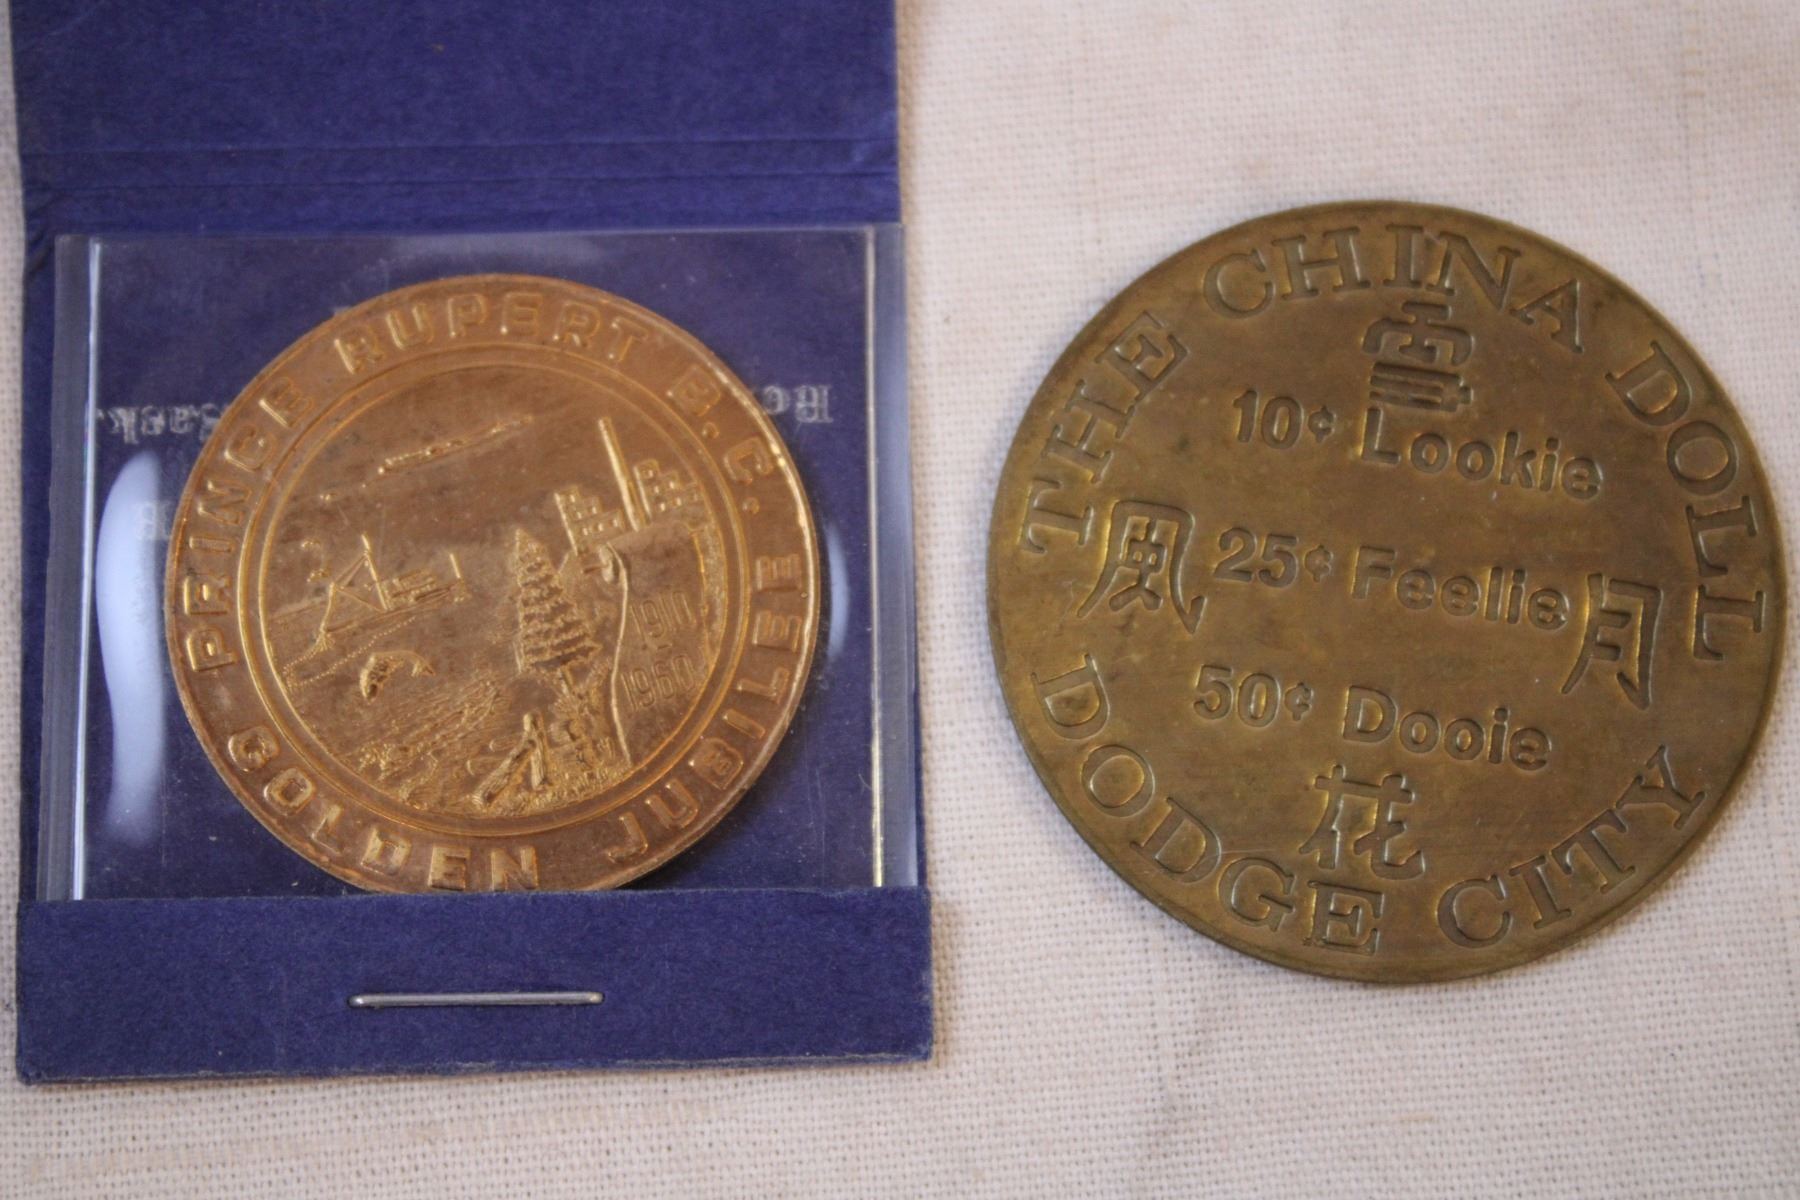 PRINCE RUPERT B.C.
1910
-
1960
GOLDEN JUBILEE
THE CHINA DOLL
雪
10¢ Lookie
風 25¢ Feelie 月
50¢ Dooie
花
DODGE CITY